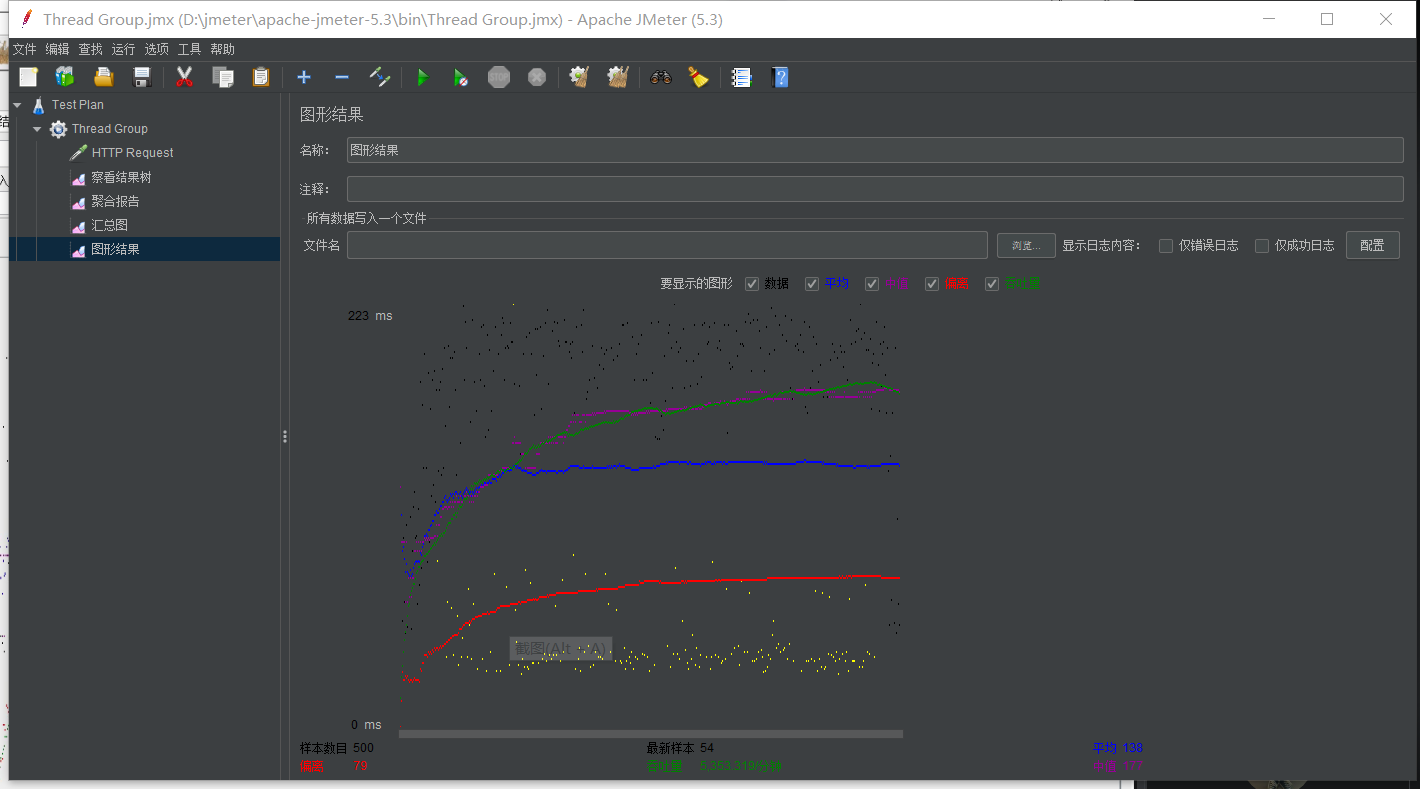 Thread Group.jmx (D:\jmeter\apache-jmeter-5.3\bin\Thread Group.jmx) - Apache JMeter (5.3)
文件 编辑 查找 运行 选项 工具 帮助
STOP
Test Plan
Thread Group
HTTP Request
察看结果树
聚合报告
汇总图
图形结果
图形结果
名称： 图形结果
注释：
所有数据写入一个文件
文件名 浏览... 显示日志内容： 仅错误日志 仅成功日志 配置
要显示的图形 数据 平均 中值 偏离 吞吐量
223 ms
截图(Alt + A)
0 ms
样本数目 500 最新样本 54 平均 138
偏离 79 吞吐量 5,353.319/分钟 中值